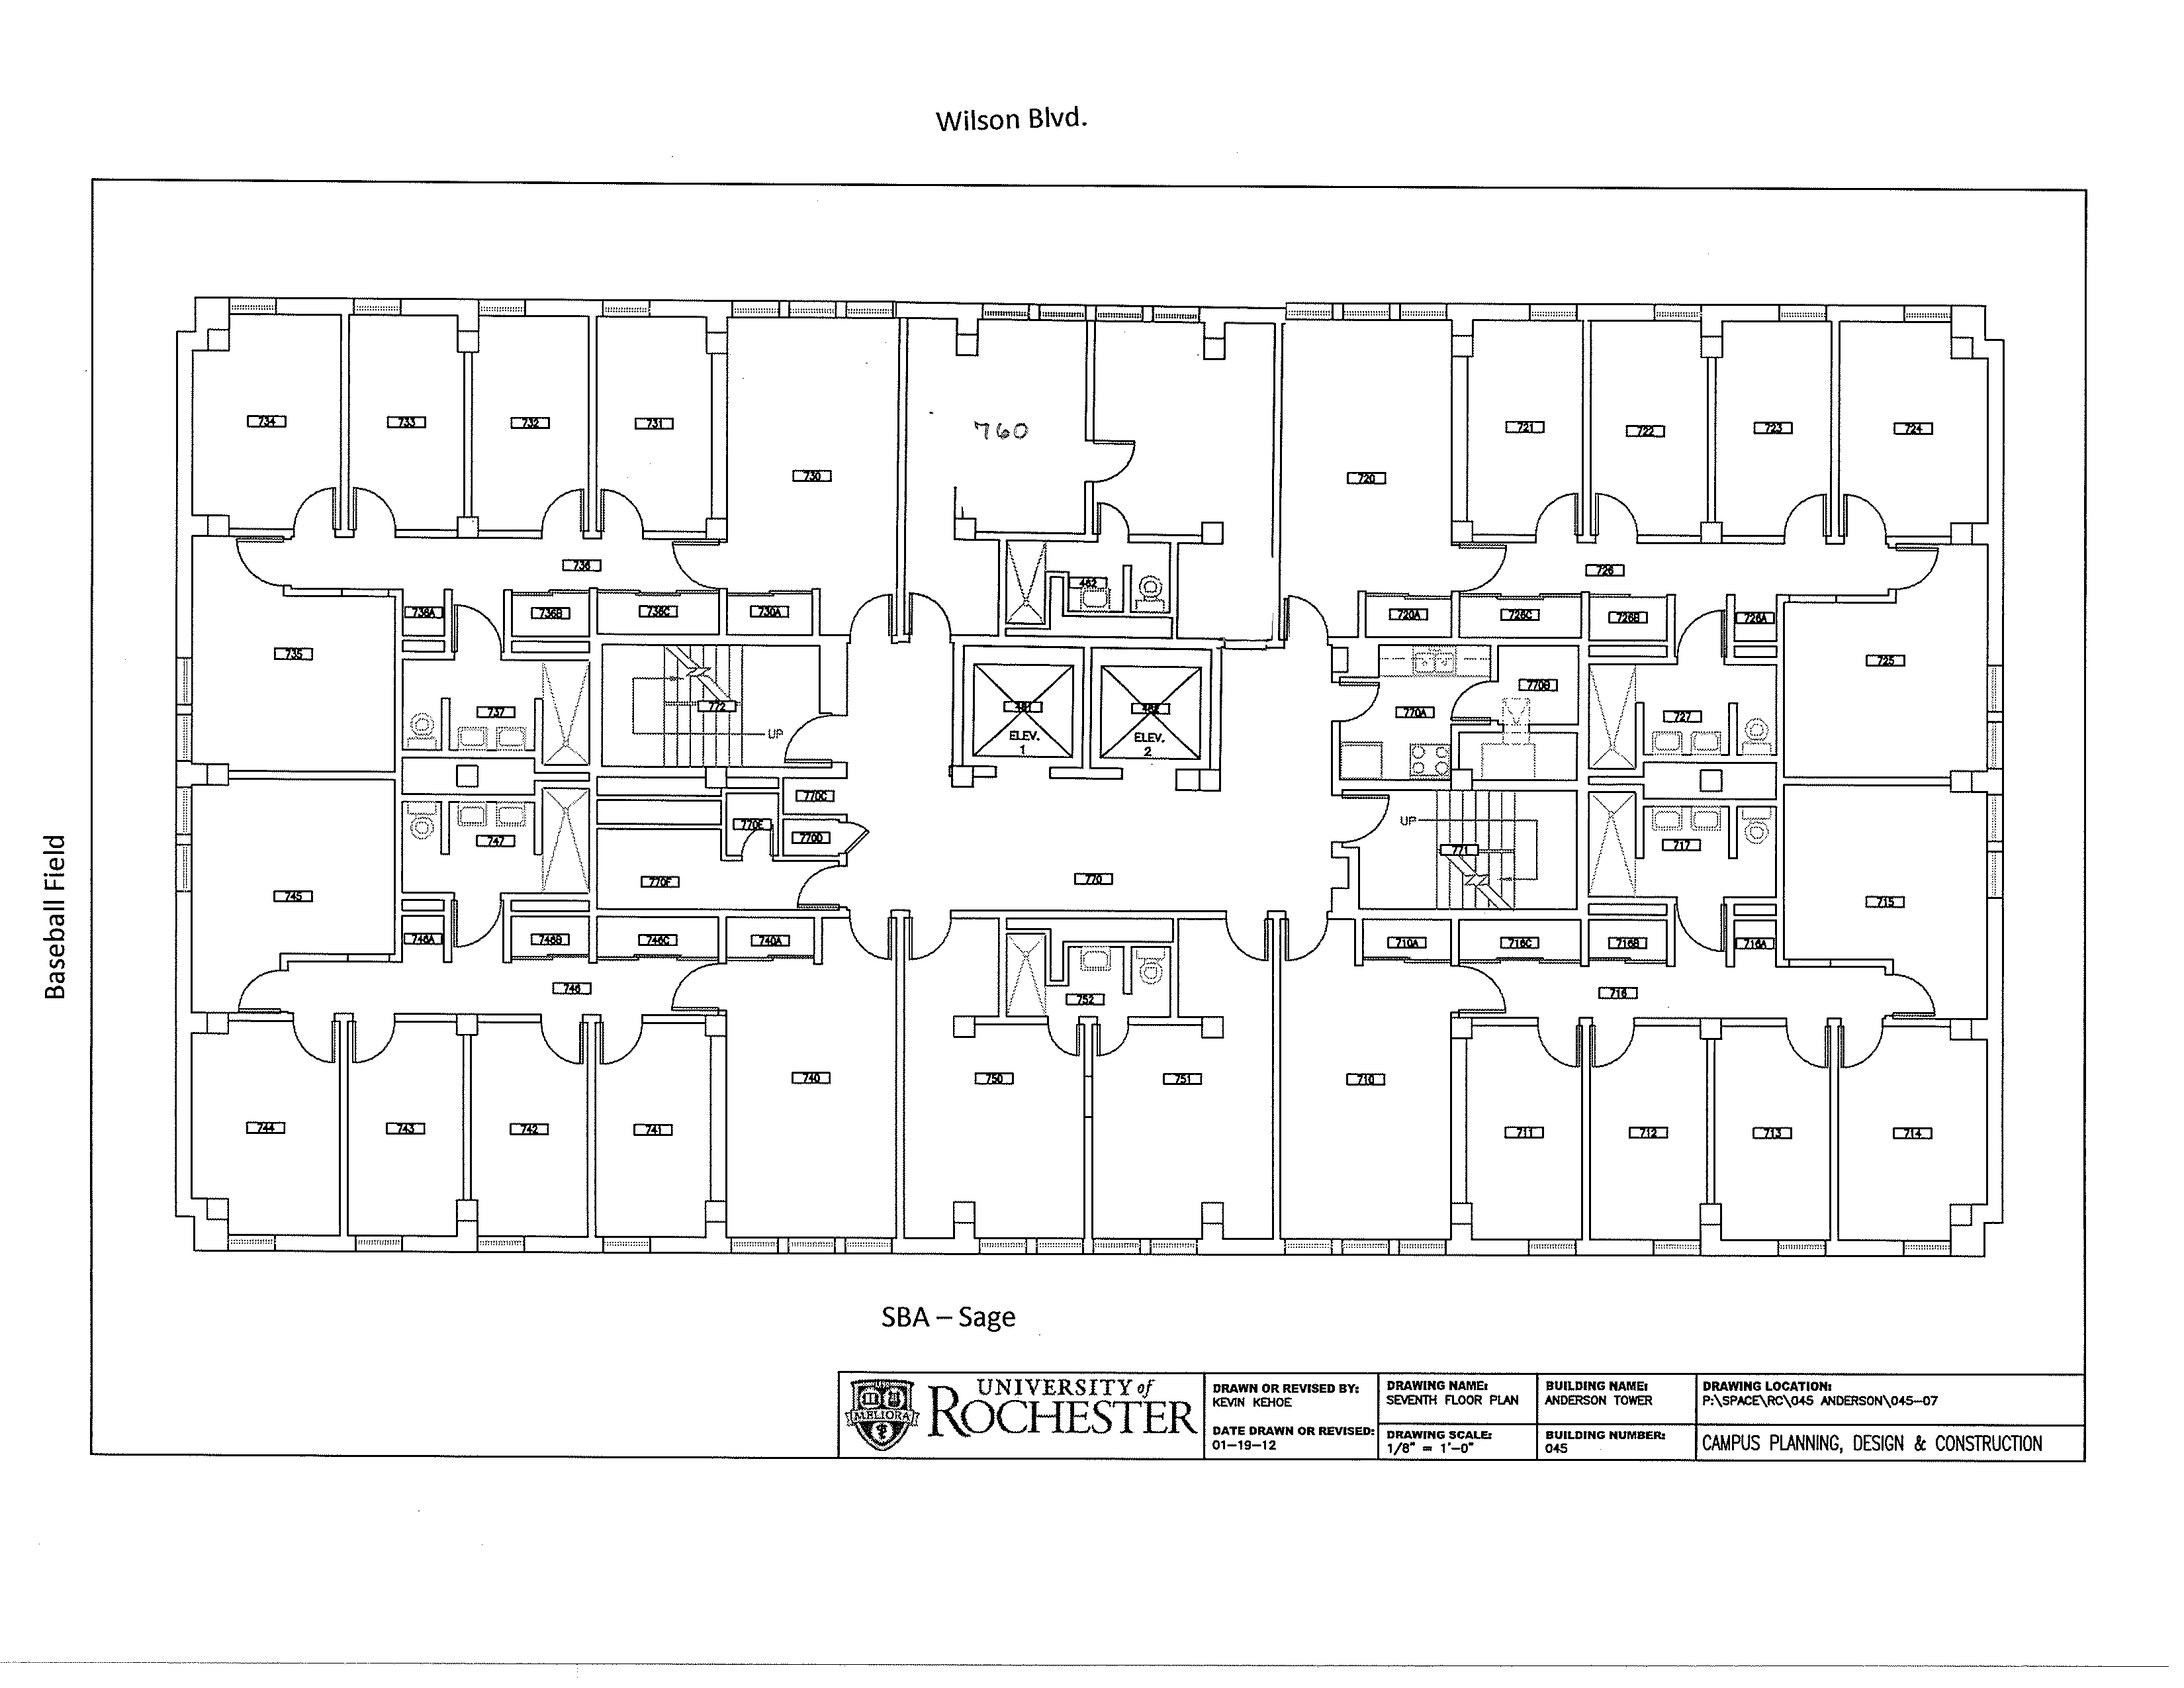 Wilson Blvd.
734
733
732
731
730
760
720
721
722
723
724
736
726
736A
736B
736C
730A
462
720A
726C
726B
726A
735
725
737
772
UP
ELEV.
1
ELEV.
2
770A
770B
727
770C
770E
770D
747
770F
770
UP
771
717
745
715
746A
746B
746C
740A
710A
716C
716B
716A
746
752
716
740
750
751
710
744
743
742
741
711
712
713
714
Baseball Field
SBA – Sage
MELIORA
UNIVERSITY of
ROCHESTER
DRAWN OR REVISED BY:
KEVIN KEHOE
DATE DRAWN OR REVISED:
01-19-12
DRAWING NAME:
SEVENTH FLOOR PLAN
DRAWING SCALE:
1/8" = 1'-0"
BUILDING NAME:
ANDERSON TOWER
BUILDING NUMBER:
045
DRAWING LOCATION:
P:\SPACE\RC\045 ANDERSON\045-07
CAMPUS PLANNING, DESIGN & CONSTRUCTION